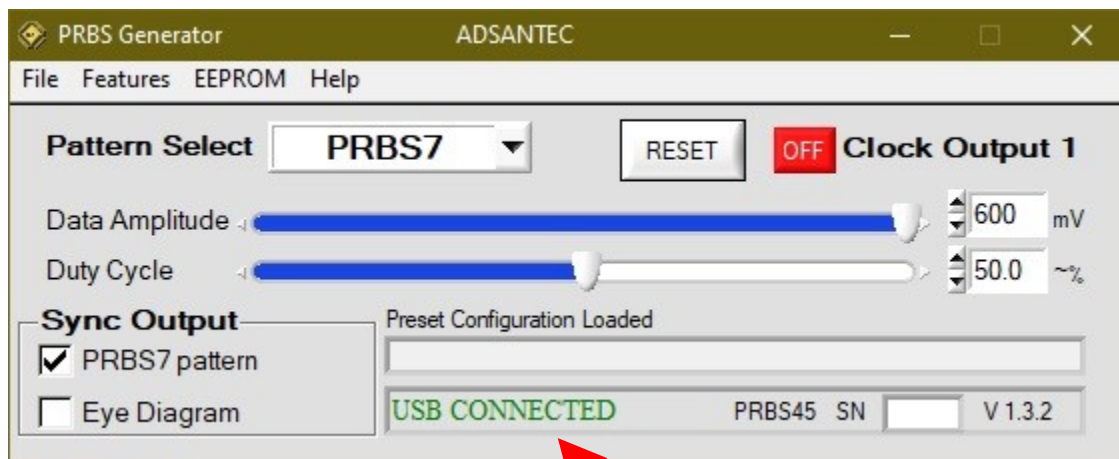 PRBS Generator ADSANTEC
File Features EEPROM Help
Pattern Select PRBS7 RESET OFF Clock Output 1
Data Amplitude 600 mV
Duty Cycle 50.0 ~%
Sync Output Preset Configuration Loaded
PRBS7 pattern
Eye Diagram USB CONNECTED PRBS45 SN V 1.3.2